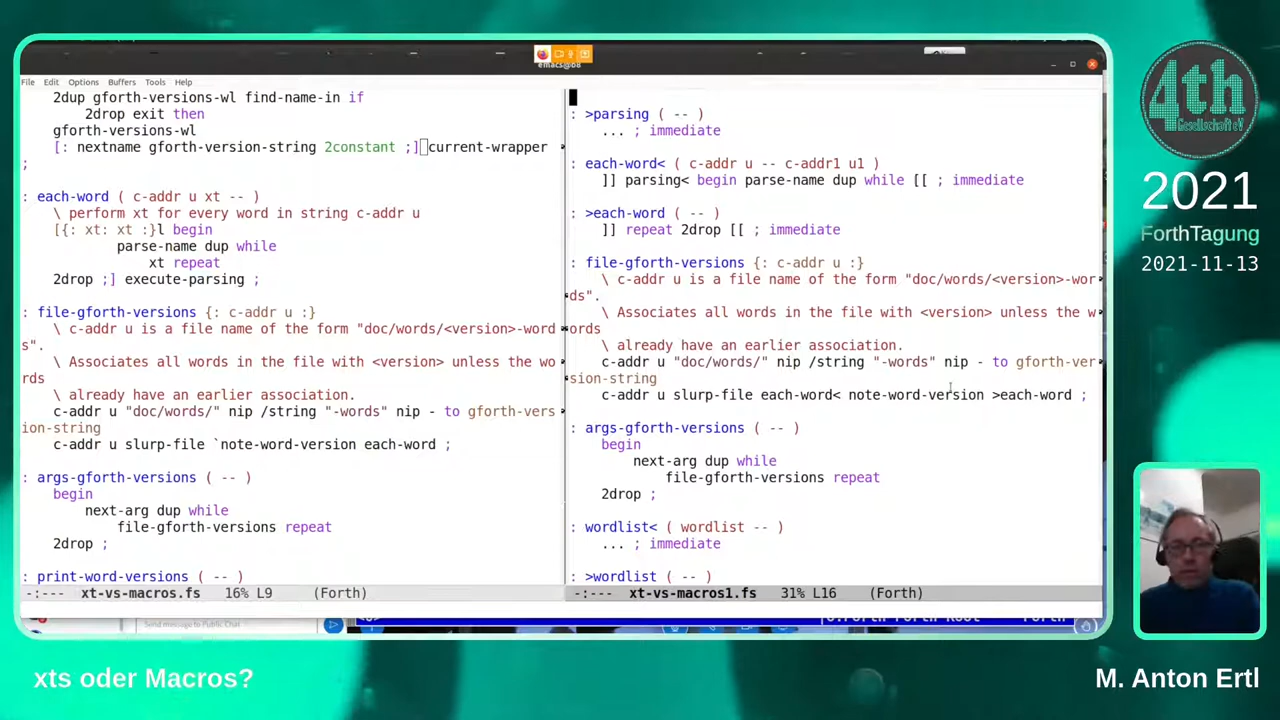 emacs@b8
File Edit Options Buffers Tools Help
2dup gforth-versions-wl find-name-in if
2drop exit then
gforth-versions-wl
[: nextname gforth-version-string 2constant ;] current-wrapper
;
: each-word ( c-addr u xt -- )
\ perform xt for every word in string c-addr u
[{: xt: xt :}l begin
parse-name dup while
xt repeat
2drop ;] execute-parsing ;
: file-gforth-versions {: c-addr u :}
\ c-addr u is a file name of the form "doc/words/<version>-word
s".
\ Associates all words in the file with <version> unless the wo
rds
\ already have an earlier association.
c-addr u "doc/words/" nip /string "-words" nip - to gforth-vers
ion-string
c-addr u slurp-file `note-word-version each-word ;
: args-gforth-versions ( -- )
begin
next-arg dup while
file-gforth-versions repeat
2drop ;
: print-word-versions ( -- )
-:--- xt-vs-macros.fs 16% L9 (Forth)
: >parsing ( -- )
... ; immediate
: each-word< ( c-addr u -- c-addr1 u1 )
]] parsing< begin parse-name dup while [[ ; immediate
: >each-word ( -- )
]] repeat 2drop [[ ; immediate
: file-gforth-versions {: c-addr u :}
\ c-addr u is a file name of the form "doc/words/<version>-wor
ds".
\ Associates all words in the file with <version> unless the w
ords
\ already have an earlier association.
c-addr u "doc/words/" nip /string "-words" nip - to gforth-ver
sion-string
c-addr u slurp-file each-word< note-word-version >each-word ;
: args-gforth-versions ( -- )
begin
next-arg dup while
file-gforth-versions repeat
2drop ;
: wordlist< ( wordlist -- )
... ; immediate
: >wordlist ( -- )
-:--- xt-vs-macros1.fs 31% L16 (Forth)
Send message to Public Chat
4th
Gesellschaft eV
2021
ForthTagung
2021-11-13
xts oder Macros?
M. Anton Ertl